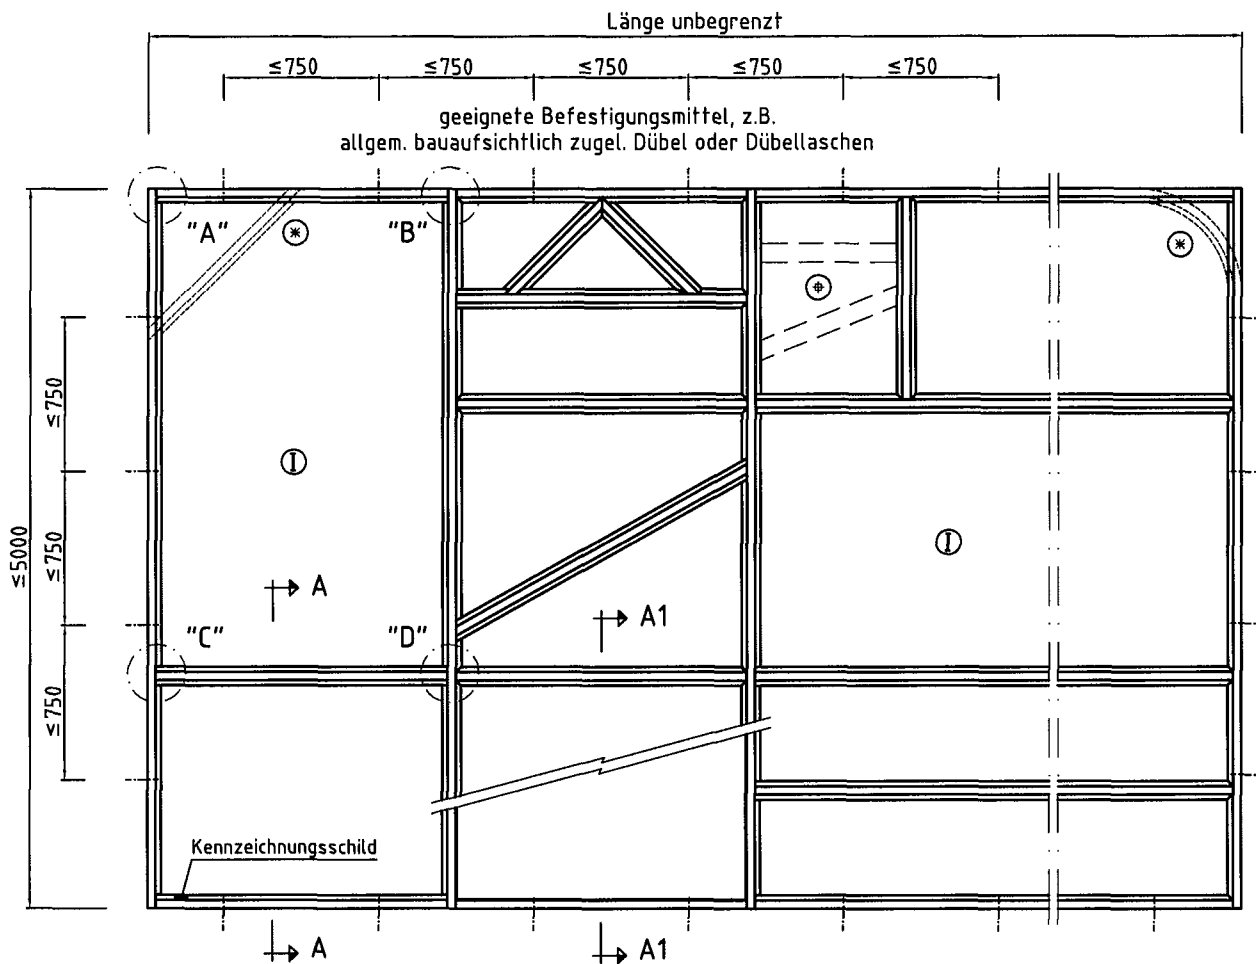 Länge unbegrenzt
≤750 ≤750 ≤750 ≤750 ≤750
geeignete Befestigungsmittel, z.B.
allgem. bauaufsichtlich zugel. Dübel oder Dübellaschen
"A" "B"
≤750
I
≤5000
≤750
I
A
A1
"C" "D"
≤750
Kennzeichnungsschild
A
A1